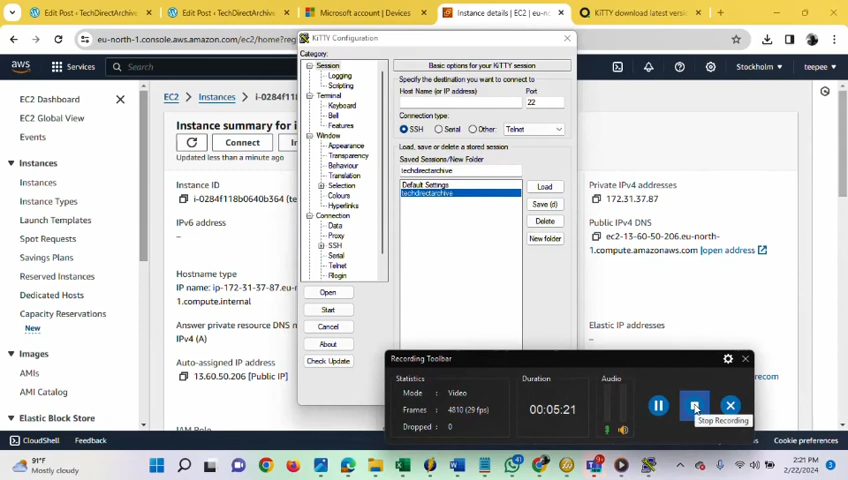 Edit Post ‹ TechDirectArchive
Edit Post ‹ TechDirectArchive
Microsoft account | Devices
Instance details | EC2 | eu-no
KiTTY download latest version
eu-north-1.console.aws.amazon.com/ec2/home?reg
aws
Services
Search
Stockholm
teepee
EC2 Dashboard
EC2 Global View
Events
Instances
Instances
Instance Types
Launch Templates
Spot Requests
Savings Plans
Reserved Instances
Dedicated Hosts
Capacity Reservations
New
Images
AMIs
AMI Catalog
Elastic Block Store
EC2
Instances
i-0284f118
Instance summary for i
Connect
Updated less than a minute ago
Instance ID
i-0284f118b0640b364 (te
IPv6 address
–
Hostname type
IP name: ip-172-31-37-87.eu-n
1.compute.internal
Answer private resource DNS n
IPv4 (A)
Auto-assigned IP address
13.60.50.206 [Public IP]
KiTTY Configuration
Category:
Session
Logging
Scripting
Terminal
Keyboard
Bell
Features
Window
Appearance
Transparency
Behaviour
Translation
Selection
Colours
Hyperlinks
Connection
Data
Proxy
SSH
Serial
Telnet
Rlogin
Open
Start
Cancel
About
Check Update
Basic options for your KiTTY session
Specify the destination you want to connect to
Host Name (or IP address)
Port
22
Connection type:
SSH
Serial
Other:
Telnet
Load, save or delete a stored session
Saved Sessions/New Folder
techdirectarchive
Default Settings
techdirectarchive
Load
Save (d)
Delete
New folder
Private IPv4 addresses
172.31.37.87
Public IPv4 DNS
ec2-13-60-50-206.eu-north-
1.compute.amazonaws.com |open address
Elastic IP addresses
–
Recording Toolbar
Statistics
Mode : Video
Frames : 4810 (29 fps)
Dropped : 0
Duration
00:05:21
Audio
Stop Recording
CloudShell
Feedback
Cookie preferences
91°F
Mostly cloudy
41
9+
2:21 PM
2/22/2024